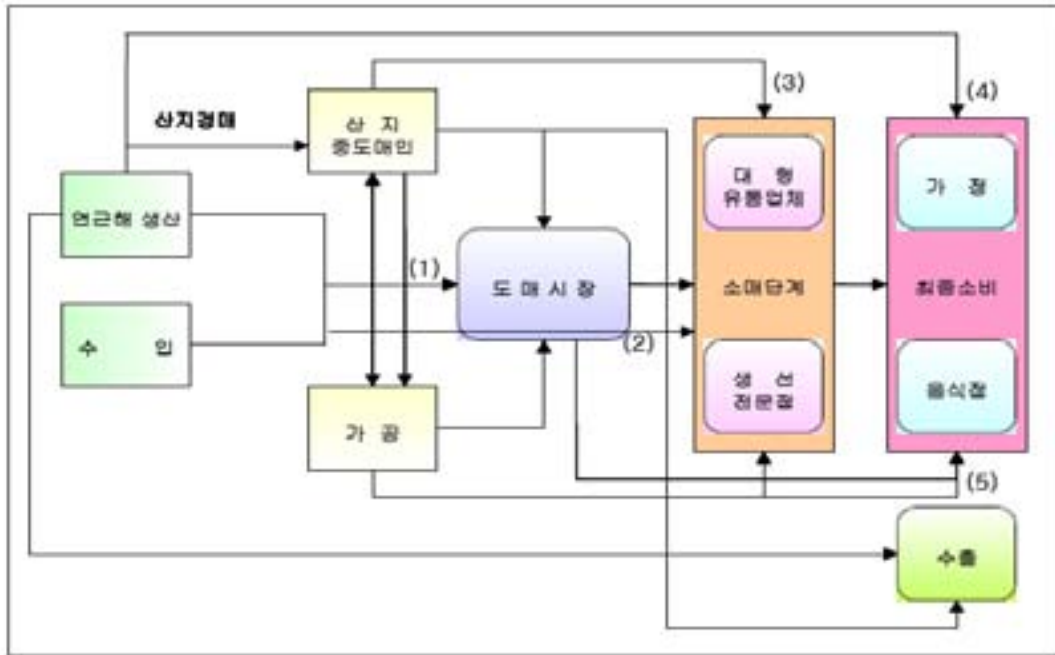 (3)
(4)
산지경매
산 지
중도매인
대 형
유통업체
가 정
연근해 생산
(1)
도 매 시 장
소매단계
최종소비
수 입
(2)
생 선
전문점
음식점
가 공
(5)
수출